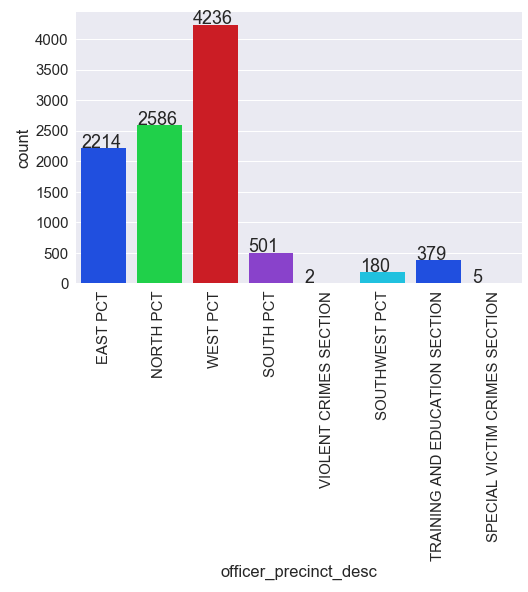 4236
4000
3500
3000
2586
2500
2214
2000
1500
1000
501
500
379
180
2
5
0
count
EAST PCT
NORTH PCT
WEST PCT
SOUTH PCT
VIOLENT CRIMES SECTION
SOUTHWEST PCT
TRAINING AND EDUCATION SECTION
SPECIAL VICTIM CRIMES SECTION
officer_precinct_desc